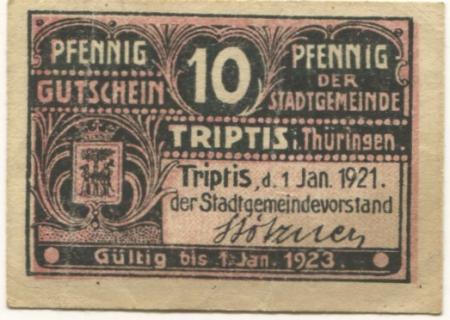 PFENNIG 10 PFENNIG
GUTSCHEIN DER STADTGEMEINDE
TRIPTIS i. Thüringen.
Triptis, d. 1 Jan. 1921.
der Stadtgemeindevorstand
Gültig bis 1. Jan. 1923.